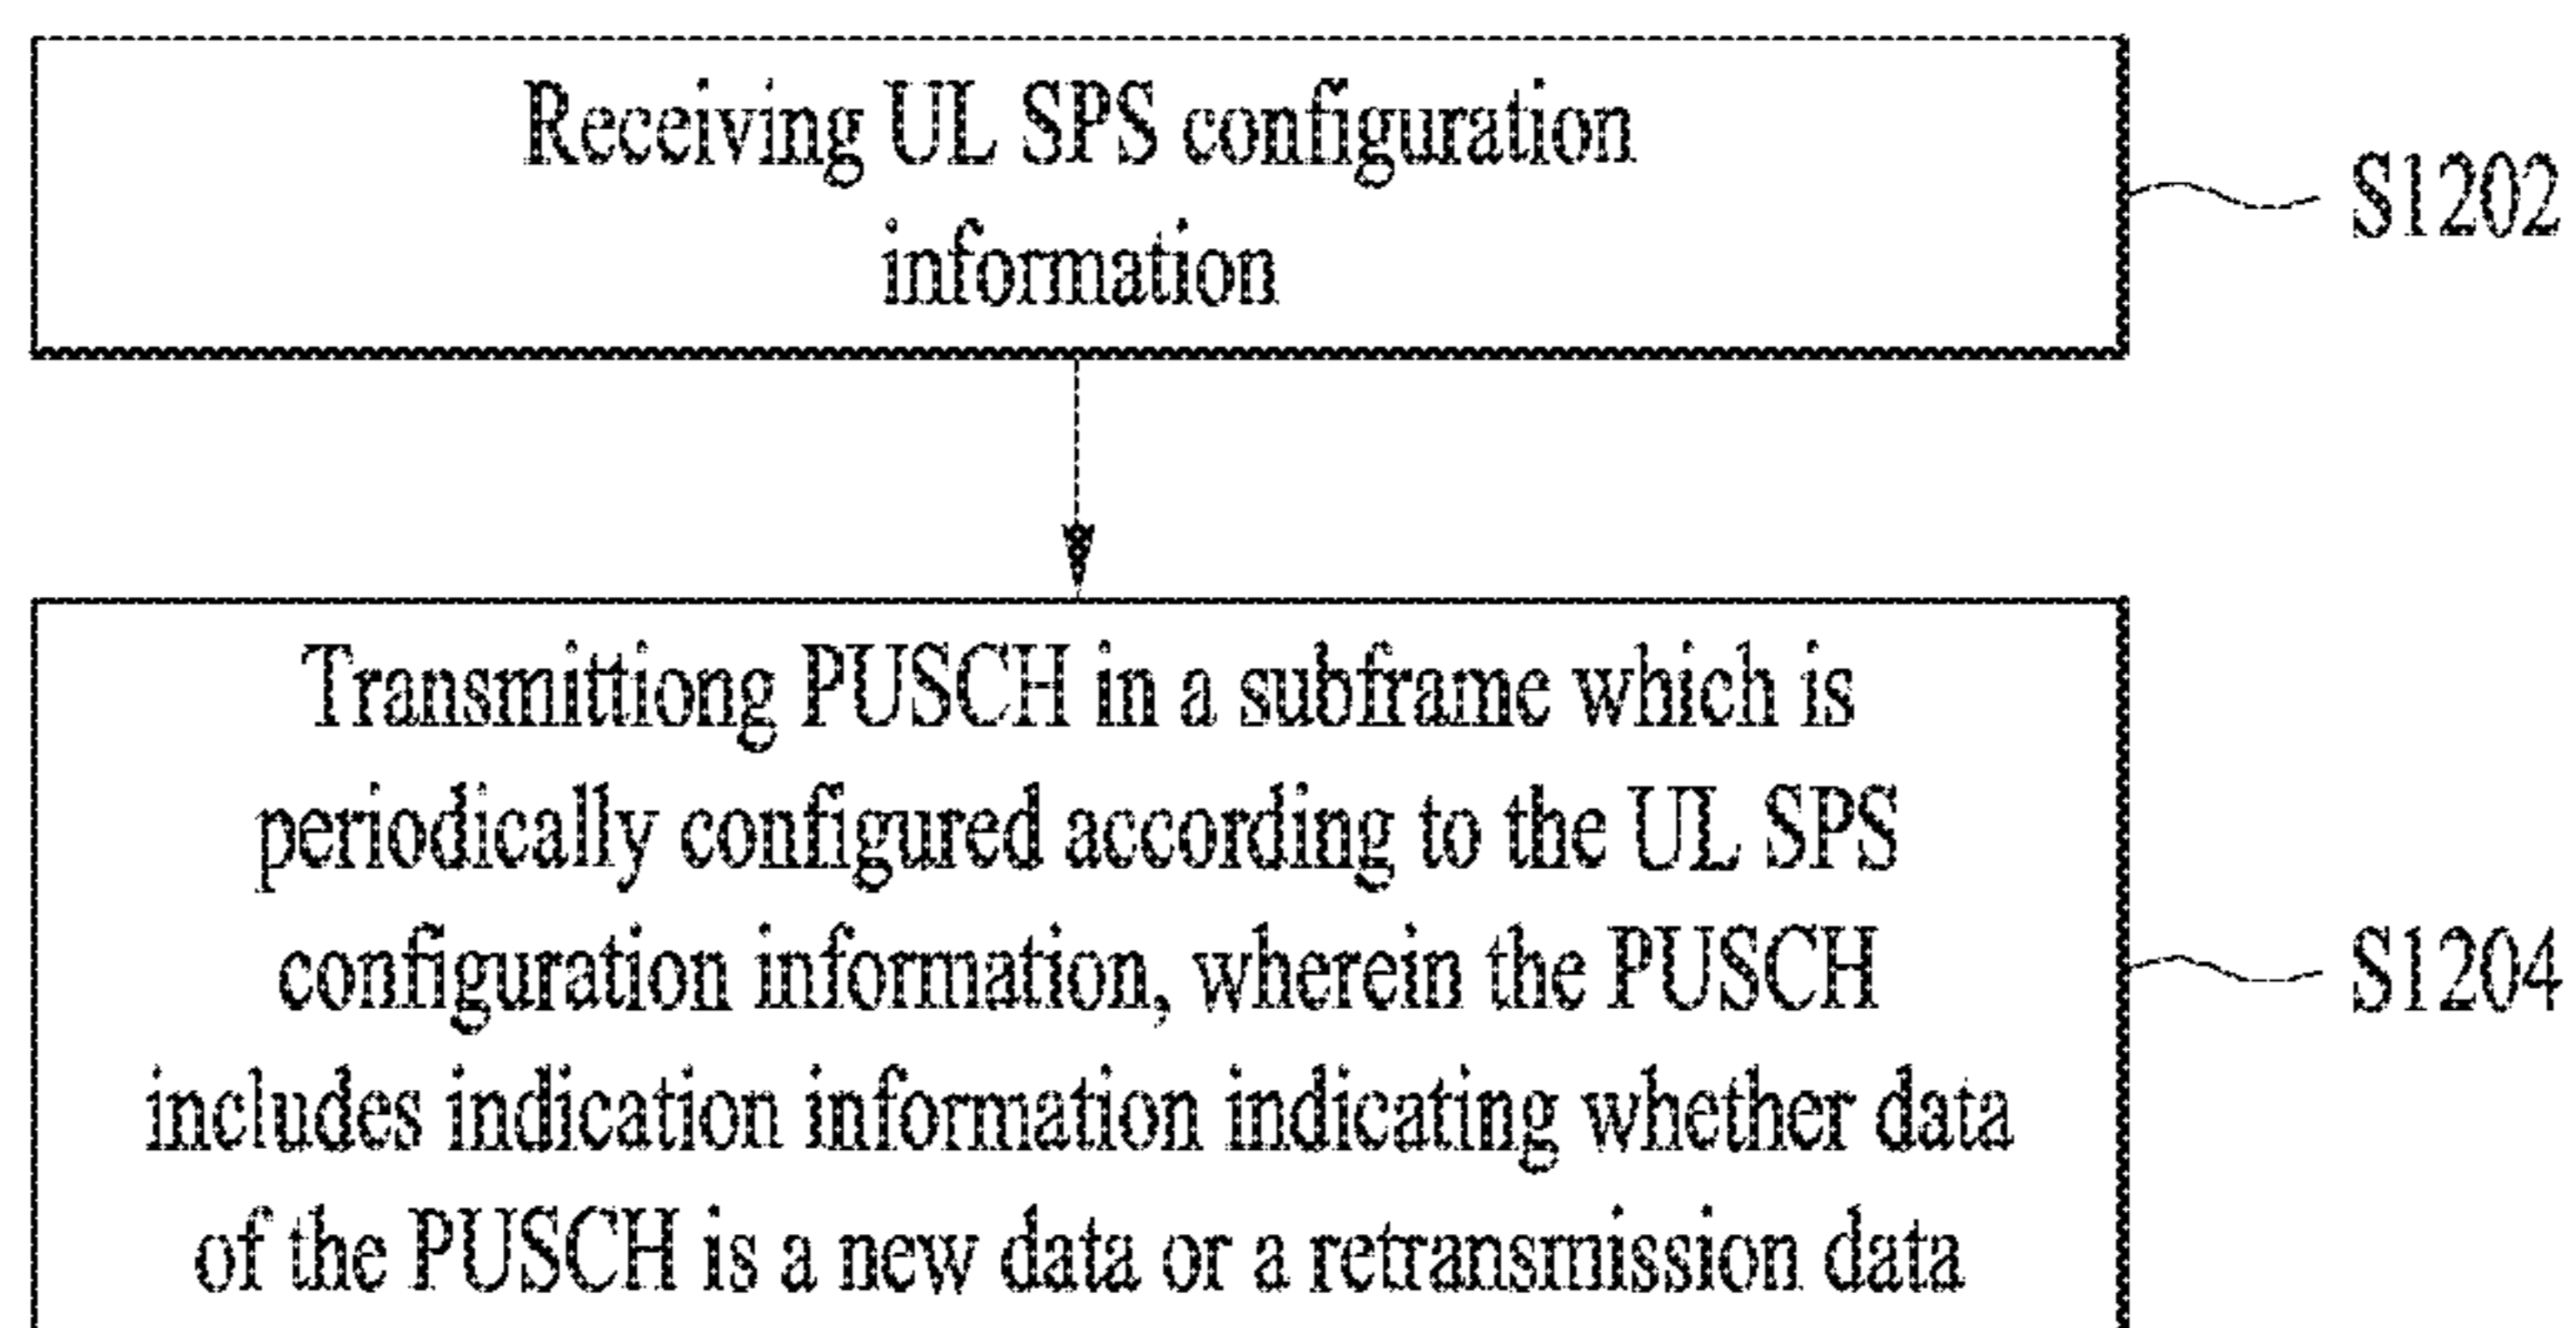 Receiving UL SPS configuration
information
S1202
Transmittiong PUSCH in a subframe which is
periodically configured according to the UL SPS
configuration information, wherein the PUSCH
includes indication information indicating whether data
of the PUSCH is a new data or a retransmission data
S1204